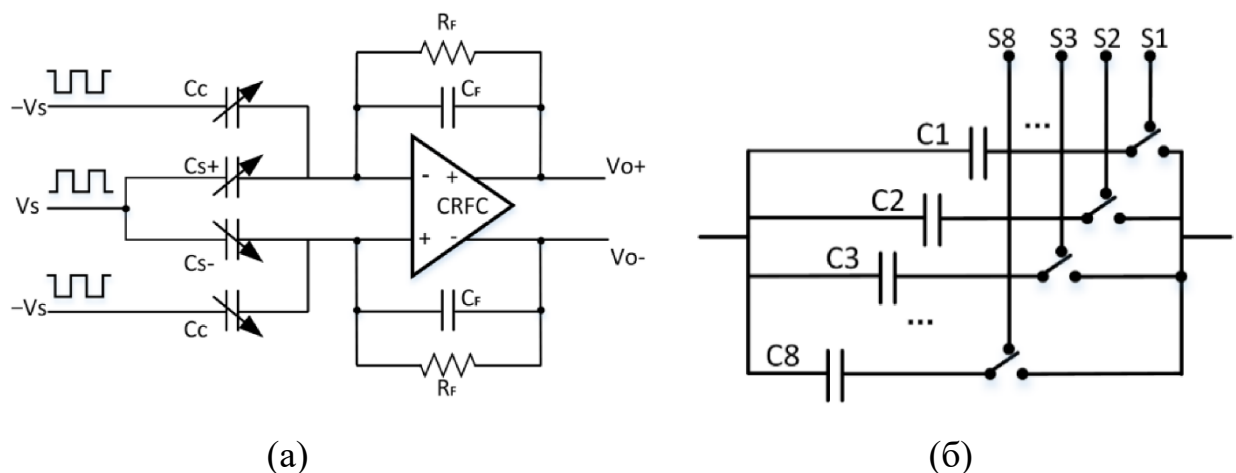 RF
−Vs
Cc
CF
Cs+
- +
Vo+
Vs
CRFC
+ -
Vo-
Cs-
−Vs
Cc
CF
RF
(а)
S8 S3 S2 S1
...
C1
C2
C3
...
C8
(б)